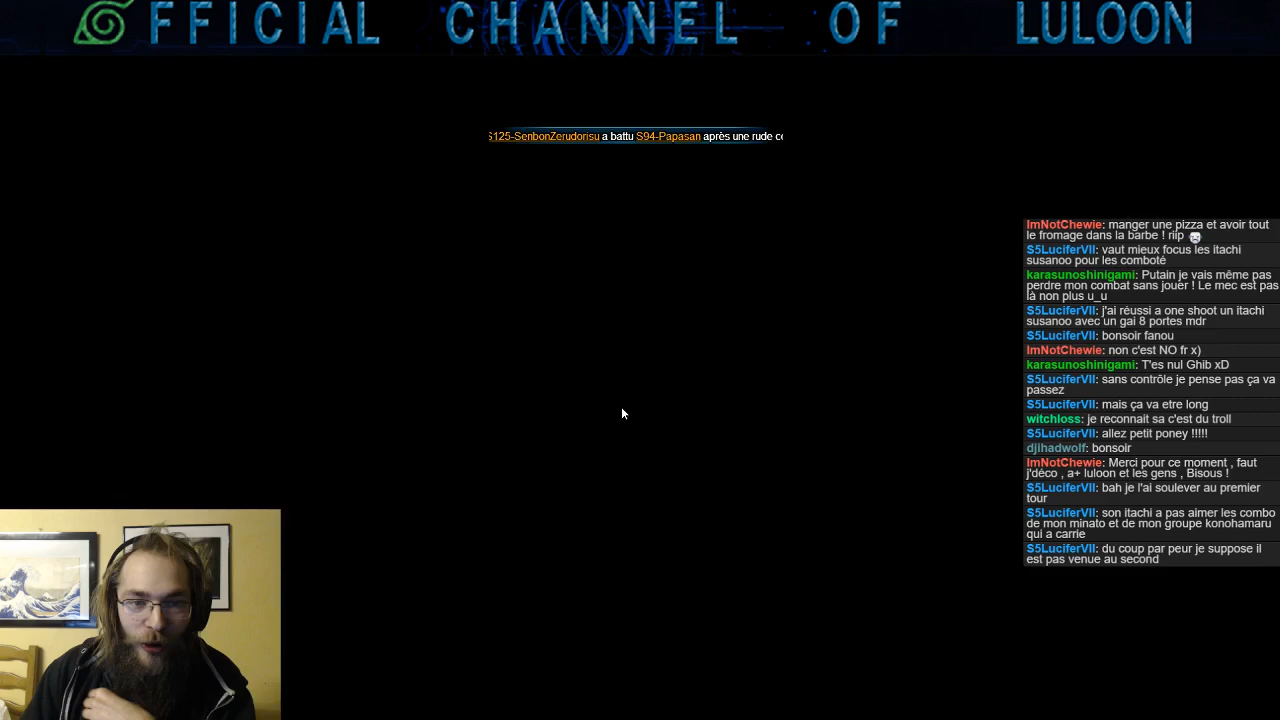 FFICIAL CHANNEL OF LULOON
S125-SenbonZerudorisu a battu S94-Papasan après une rude co
ImNotChewie: manger une pizza et avoir tout
le fromage dans la barbe ! riip
S5LuciferVII: vaut mieux focus les itachi
susanoo pour les comboté
karasunoshinigami: Putain je vais même pas
perdre mon combat sans jouer ! Le mec est pas
là non plus u_u
S5LuciferVII: j'ai réussi a one shoot un itachi
susanoo avec un gai 8 portes mdr
S5LuciferVII: bonsoir fanou
ImNotChewie: non c'est NO fr x)
karasunoshinigami: T'es nul Ghib xD
S5LuciferVII: sans contrôle je pense pas ça va
passez
S5LuciferVII: mais ça va etre long
witchloss: je reconnait sa c'est du troll
S5LuciferVII: allez petit poney !!!!!
djihadwolf: bonsoir
ImNotChewie: Merci pour ce moment , faut
j'déco , a+ luloon et les gens , Bisous !
S5LuciferVII: bah je l'ai soulever au premier
tour
S5LuciferVII: son itachi a pas aimer les combo
de mon minato et de mon groupe konohamaru
qui a carrie
S5LuciferVII: du coup par peur je suppose il
est pas venue au second